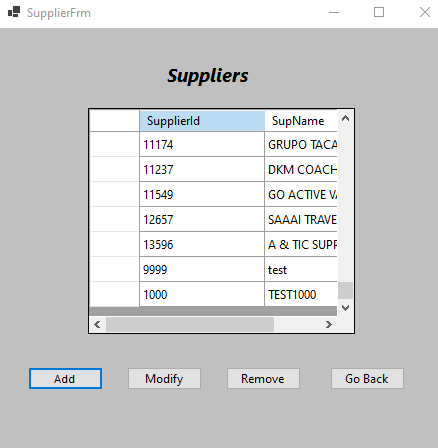 SupplierFrm
Suppliers
SupplierId SupName
11174 GRUPO TACA
11237 DKM COACH
11549 GO ACTIVE VA
12657 SAAAI TRAVE
13596 A & TIC SUPP
9999 test
1000 TEST1000
Add Modify Remove Go Back